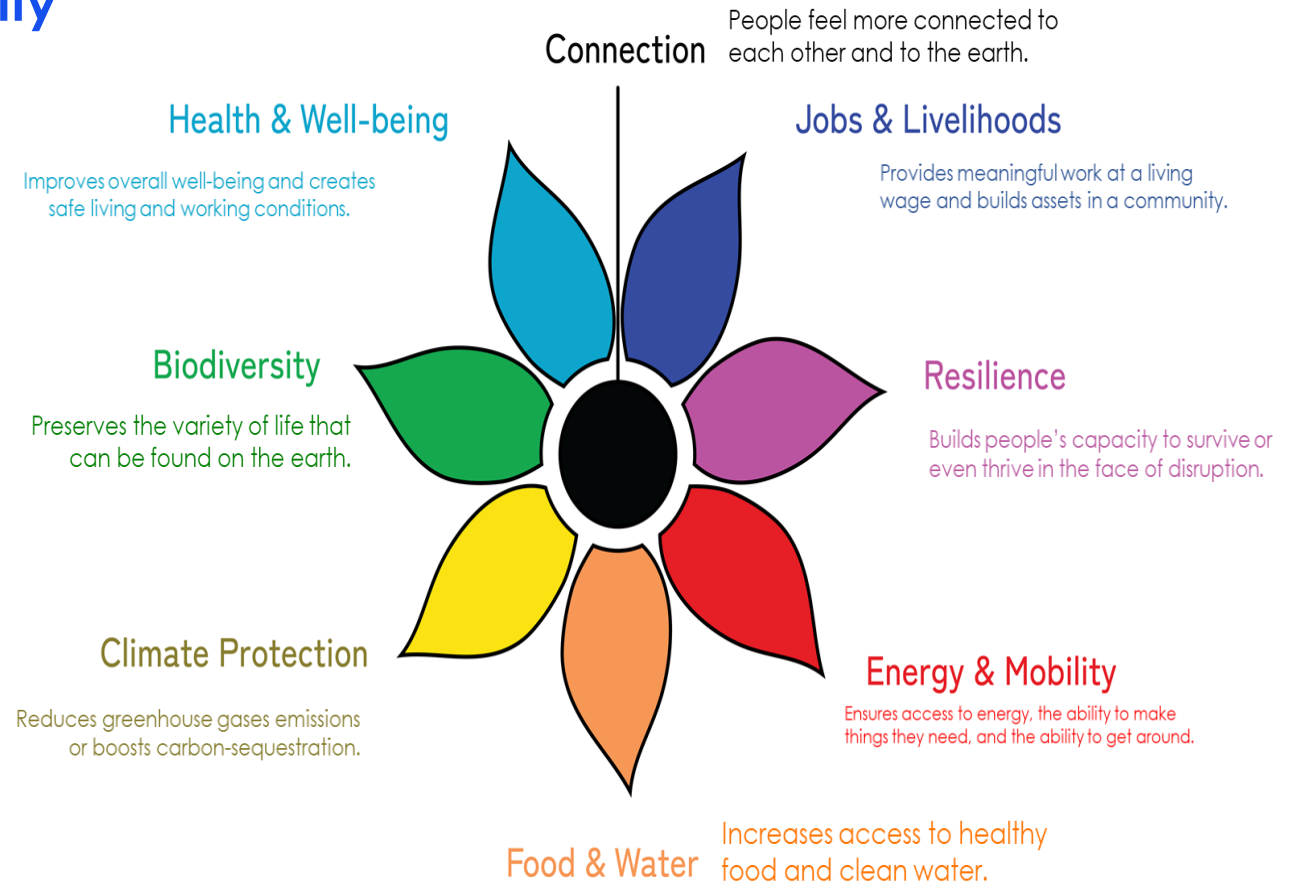 lly
Connection
People feel more connected to
each other and to the earth.
Health & Well-being
Improves overall well-being and creates
safe living and working conditions.
Jobs & Livelihoods
Provides meaningful work at a living
wage and builds assets in a community.
Biodiversity
Preserves the variety of life that
can be found on the earth.
Resilience
Builds people's capacity to survive or
even thrive in the face of disruption.
Climate Protection
Reduces greenhouse gases emissions
or boosts carbon-sequestration.
Energy & Mobility
Ensures access to energy, the ability to make
things they need, and the ability to get around.
Food & Water
Increases access to healthy
food and clean water.